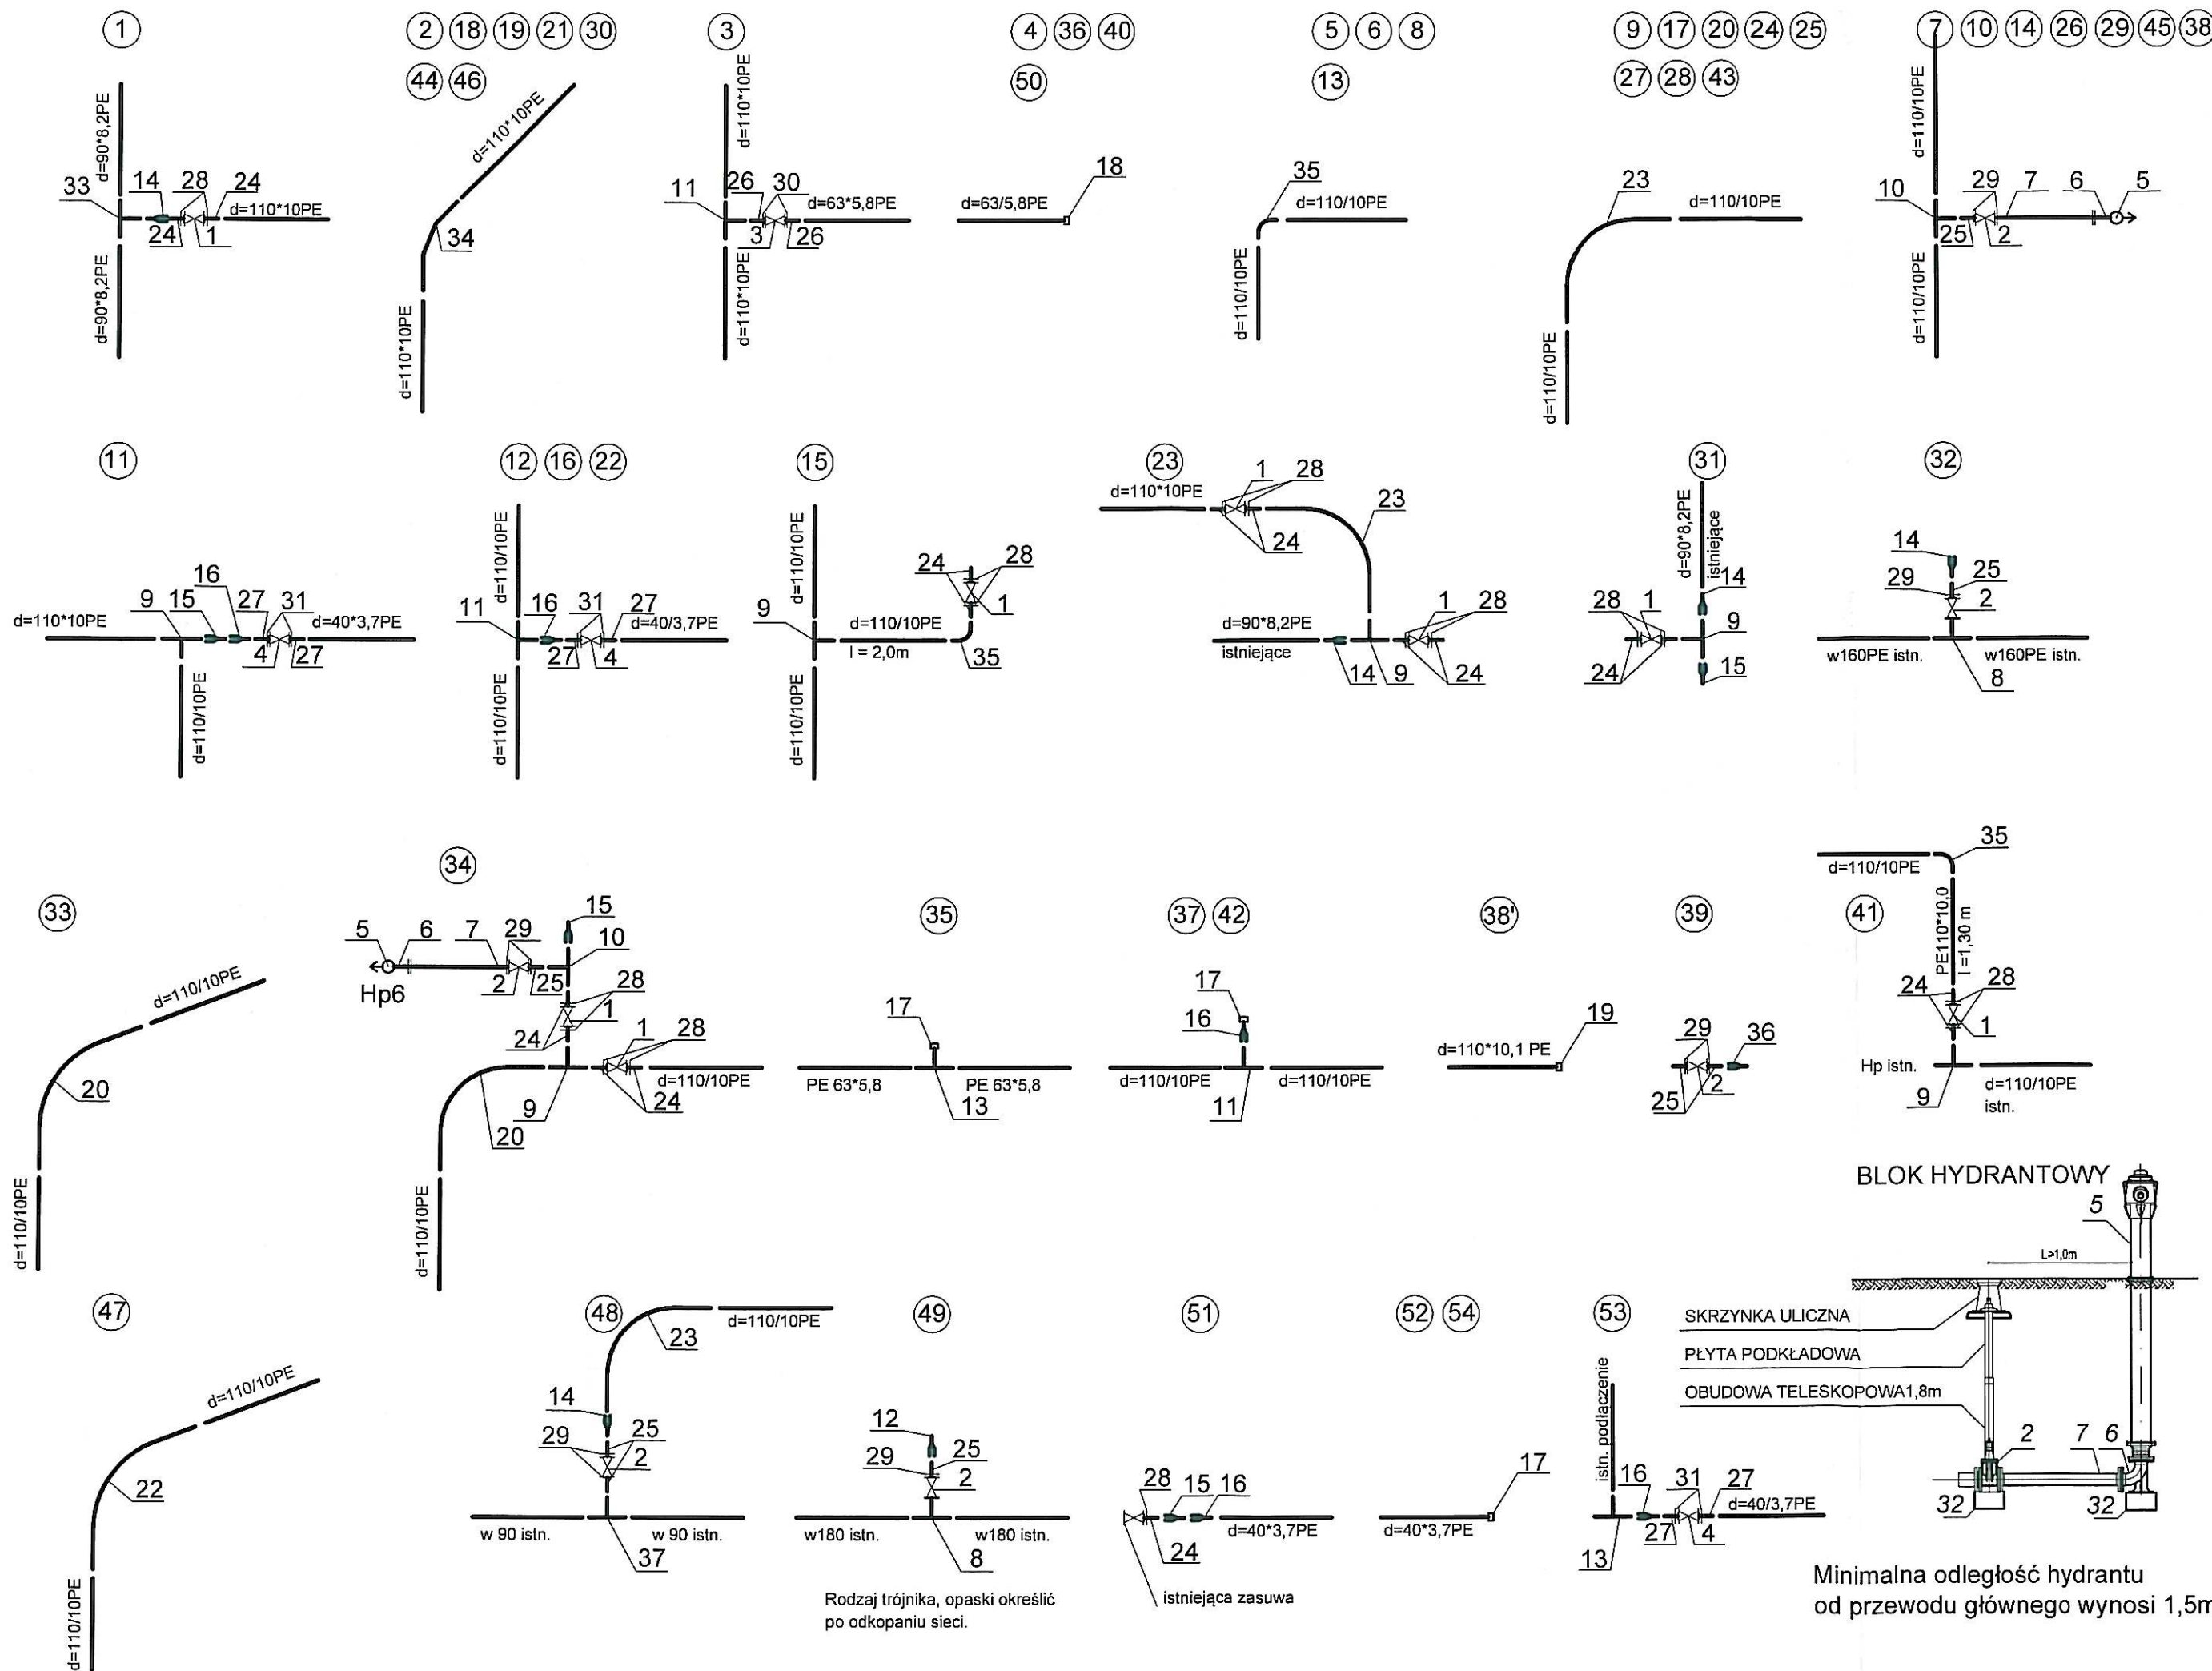 1
2 18 19 21 30
44 46
3
4 36 40
50
5 6 8
13
9 17 20 24 25
27 28 43
7 10 14 26 29 45 38
d=90*8,2PE
33
14
28
24
d=110*10PE
24
1
d=90*8,2PE
d=110*10PE
34
d=110*10PE
d=110*10PE
11
26
30
d=63*5,8PE
3
26
d=110*10PE
18
d=63/5,8PE
35
d=110/10PE
d=110/10PE
23
d=110/10PE
d=110/10PE
d=110/10PE
10
29
7
6
5
25
2
d=110/10PE
11
d=110*10PE
9
15
16
27
31
d=40*3,7PE
4
27
d=110/10PE
12 16 22
d=110/10PE
11
16
31
27
d=40/3,7PE
27
4
d=110/10PE
15
d=110/10PE
9
d=110/10PE
l = 2,0m
24
28
1
35
d=110/10PE
23
d=110*10PE
1
28
23
24
d=90*8,2PE
istniejące
1
28
14
9
24
31
d=90*8,2PE
istniejące
14
28
1
9
24
15
32
14
29
25
2
w160PE istn.
w160PE istn.
8
33
d=110/10PE
20
d=110/10PE
34
15
5
6
7
29
10
Hp6
2
25
28
1
24
1
28
d=110/10PE
9
24
20
d=110/10PE
35
17
PE 63*5,8
PE 63*5,8
13
37 42
17
16
d=110/10PE
d=110/10PE
11
38'
19
d=110*10,1 PE
39
29
36
2
25
41
35
d=110/10PE
PE110*10,0
l =1,30 m
24
28
1
Hp istn.
d=110/10PE
istn.
9
47
d=110/10PE
22
d=110/10PE
48
d=110/10PE
23
14
29
25
2
w 90 istn.
w 90 istn.
37
49
12
29
25
2
w180 istn.
w180 istn.
8
Rodzaj trójnika, opaski określić
po odkopaniu sieci.
51
28
15
16
d=40*3,7PE
24
istniejąca zasuwa
52 54
17
d=40*3,7PE
53
istn. podłączenie
16
31
27
d=40/3,7PE
27
4
13
BLOK HYDRANTOWY
5
L>1,0m
SKRZYNKA ULICZNA
PŁYTA PODKŁADOWA
OBUDOWA TELESKOPOWA1,8m
2
7
6
32
32
Minimalna odległość hydrantu
od przewodu głównego wynosi 1,5m